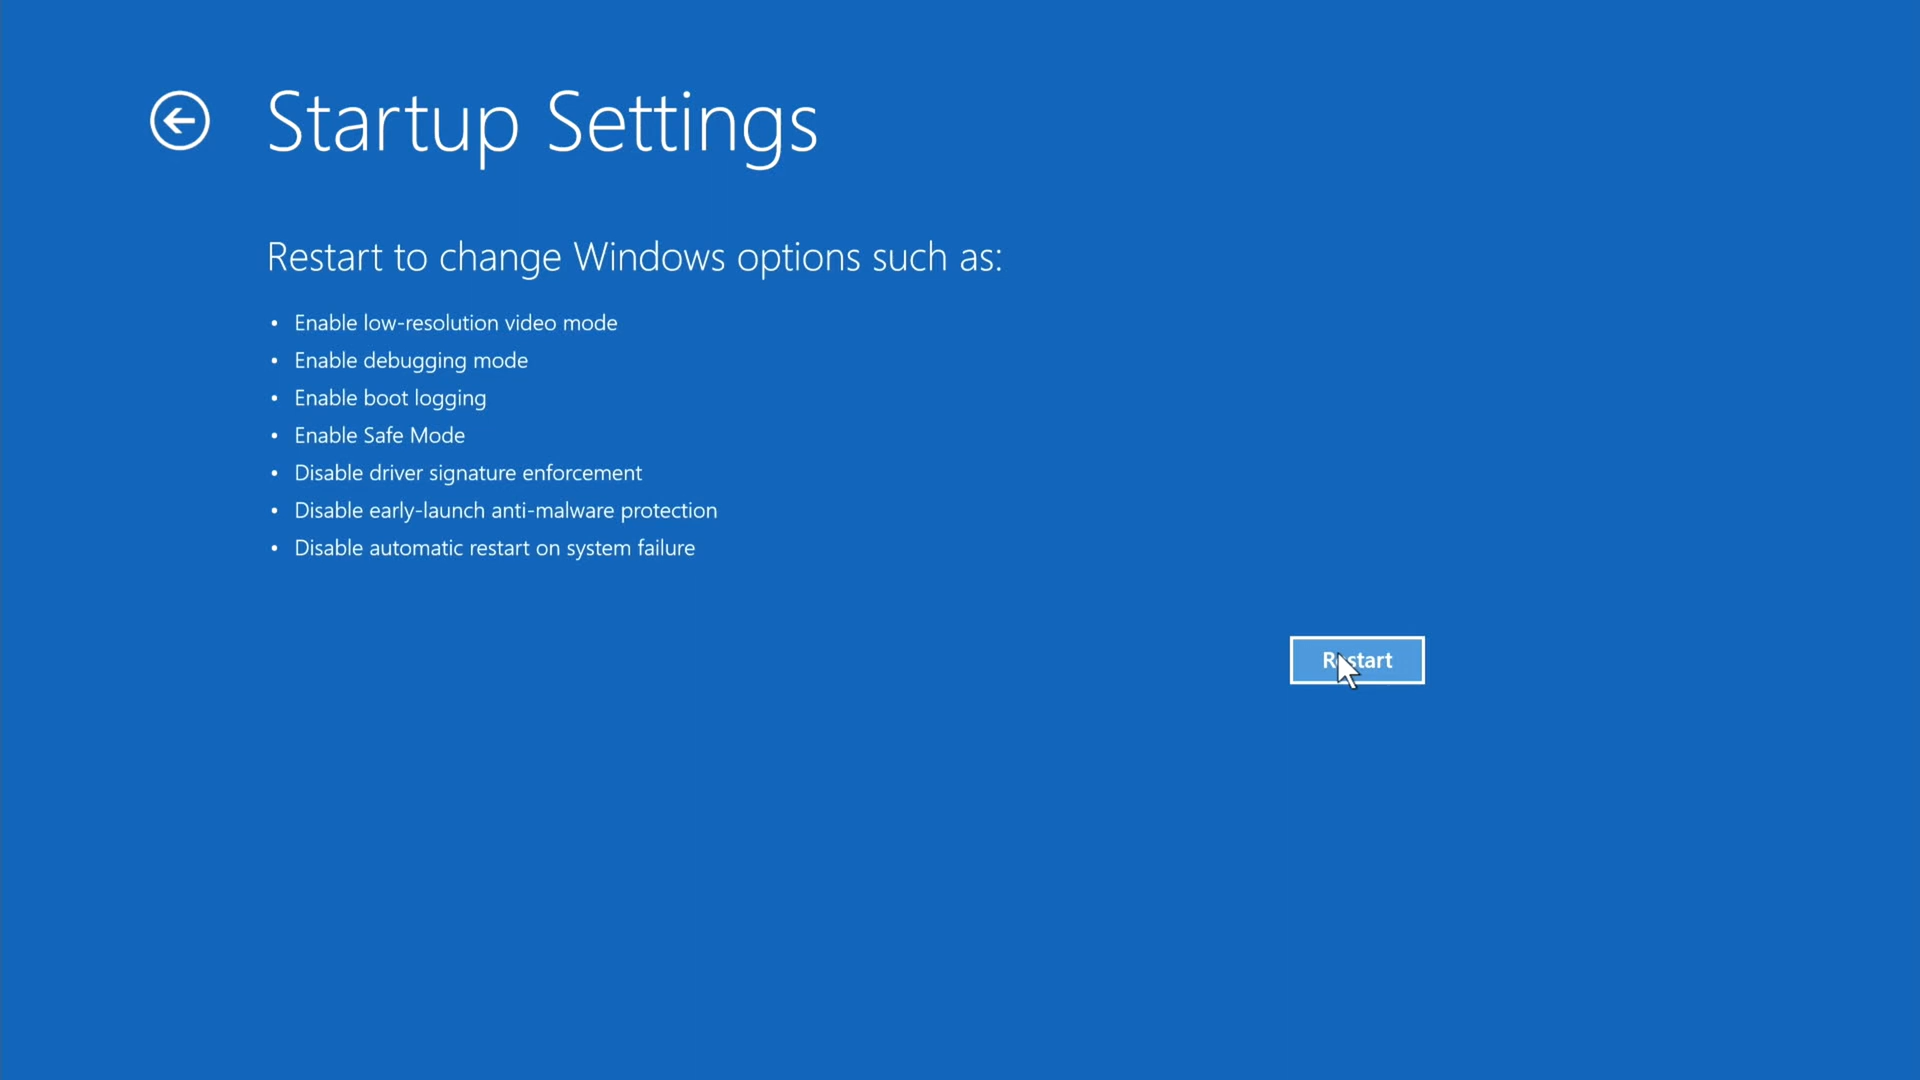 Startup Settings
Restart to change Windows options such as:
• Enable low-resolution video mode
• Enable debugging mode
• Enable boot logging
• Enable Safe Mode
• Disable driver signature enforcement
• Disable early-launch anti-malware protection
• Disable automatic restart on system failure
Restart